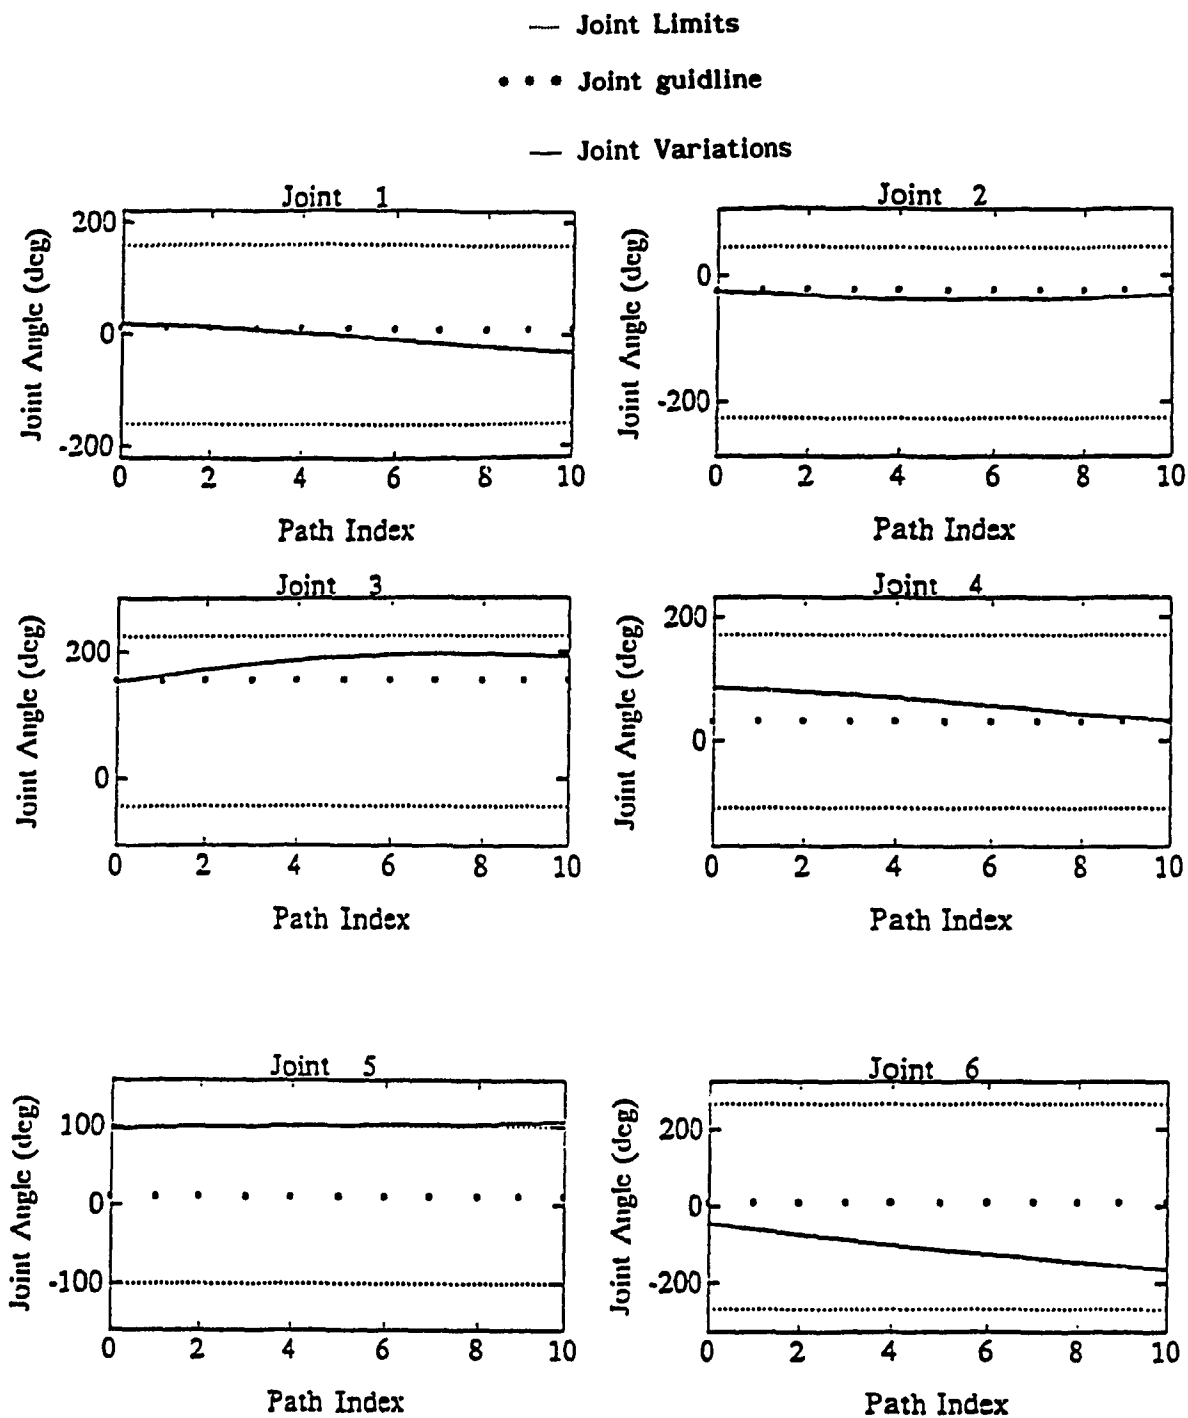 Joint Limits
Joint guidline
Joint Variations
Joint 1
Joint Angle (deg)
200
0
-200
0 2 4 6 8 10
Path Index
Joint 2
Joint Angle (deg)
0
-200
0 2 4 6 8 10
Path Index
Joint 3
Joint Angle (deg)
200
0
0 2 4 6 8 10
Path Index
Joint 4
Joint Angle (deg)
200
0
0 2 4 6 8 10
Path Index
Joint 5
Joint Angle (deg)
100
0
-100
0 2 4 6 8 10
Path Index
Joint 6
Joint Angle (deg)
200
0
-200
0 2 4 6 8 10
Path Index